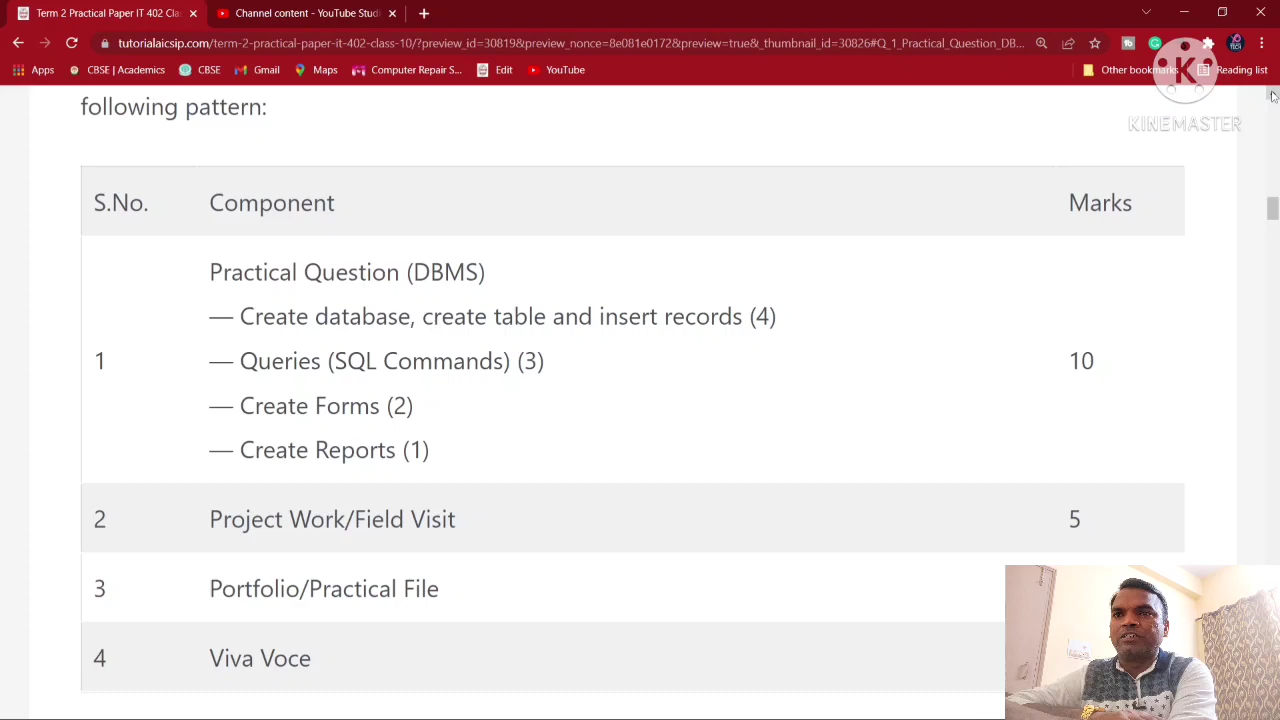 Term 2 Practical Paper IT 402 Clas
Channel content - YouTube Studi
tutorialaicsip.com/term-2-practical-paper-it-402-class-10/?preview_id=30819&preview_nonce=8e081e0172&preview=true&_thumbnail_id=30826#Q_1_Practical_Question_DB...
Apps
CBSE | Academics
CBSE
Gmail
Maps
Computer Repair S...
Edit
YouTube
Other bookmarks
Reading list
K
KINEMASTER
following pattern:
S.No. Component Marks
Practical Question (DBMS)
— Create database, create table and insert records (4)
1 — Queries (SQL Commands) (3) 10
— Create Forms (2)
— Create Reports (1)
2 Project Work/Field Visit 5
3 Portfolio/Practical File
4 Viva Voce